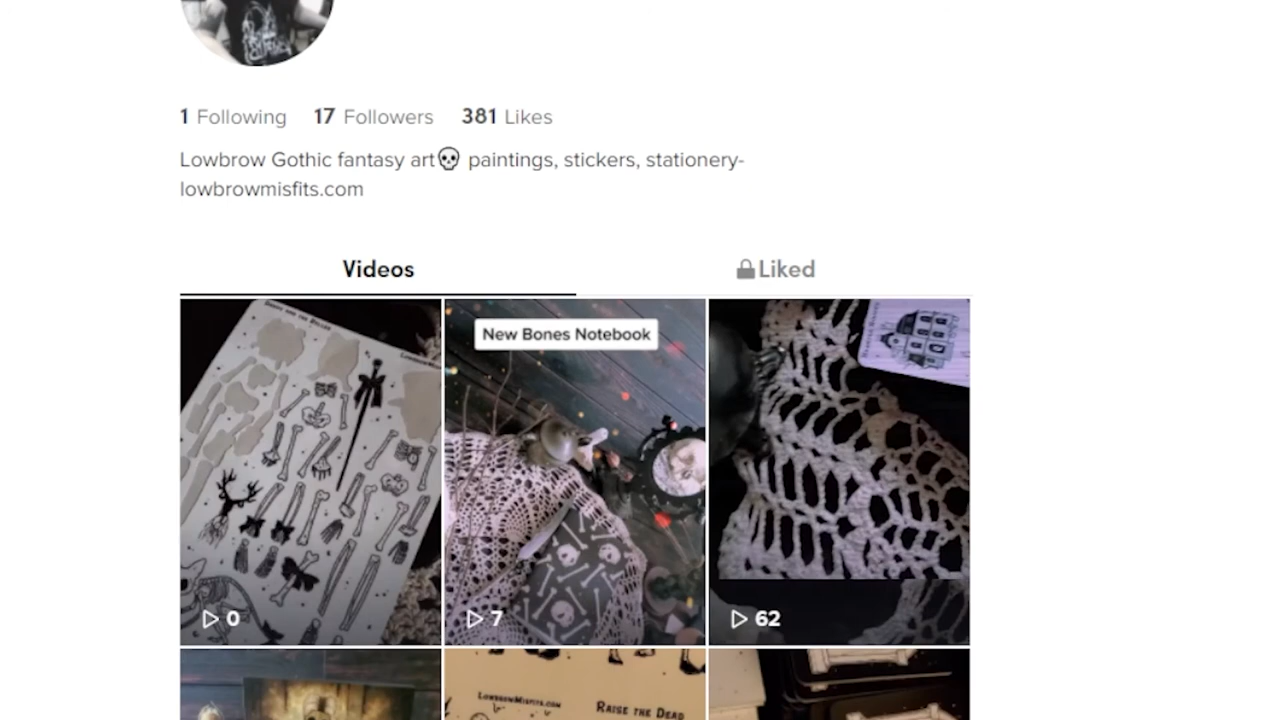 1 Following 17 Followers 381 Likes
Lowbrow Gothic fantasy art💀 paintings, stickers, stationery-
lowbrowmisfits.com
Videos Liked
New Bones Notebook
0 7 62
LowbrowMisfits.com
Raise the Dead